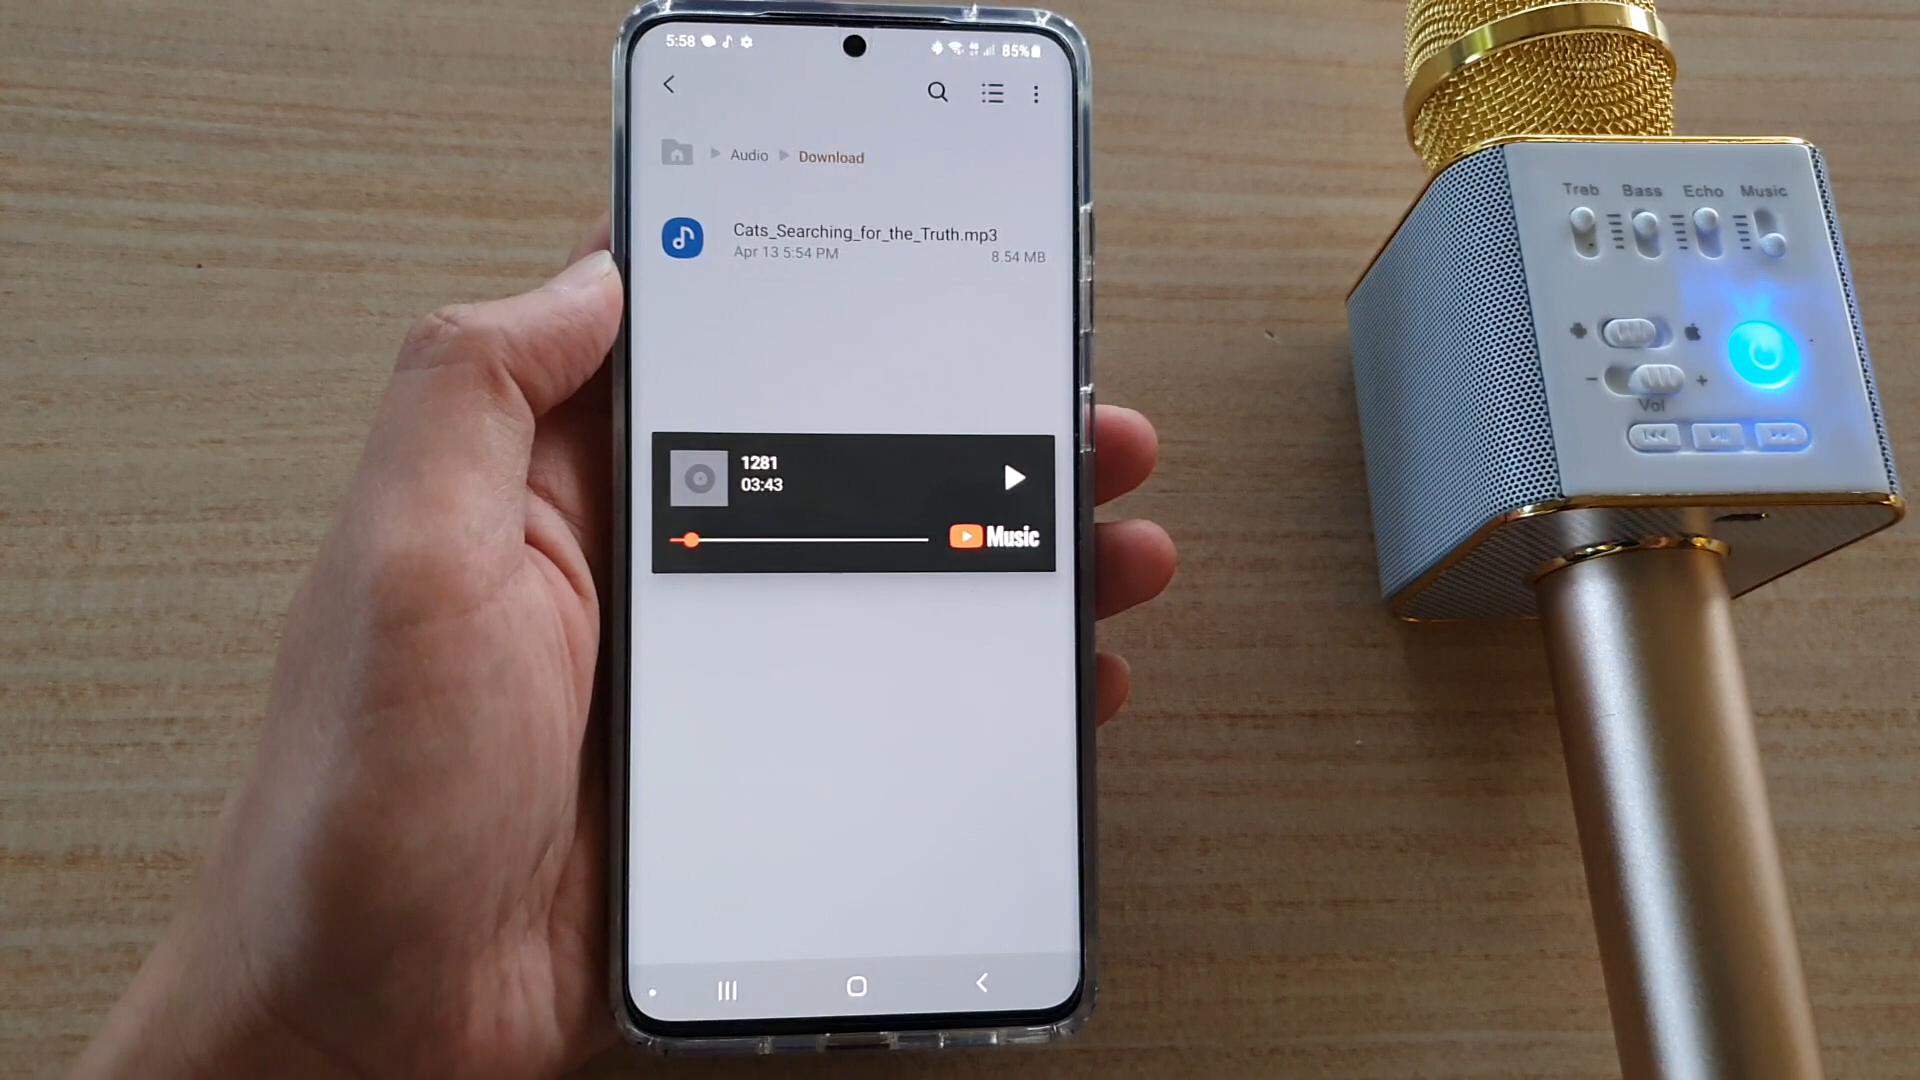 5:58
85%
Audio
Download
Cats_Searching_for_the_Truth.mp3
Apr 13 5:54 PM
8.54 MB
1281
03:43
Music
Treb Bass Echo Music
- +
Vol